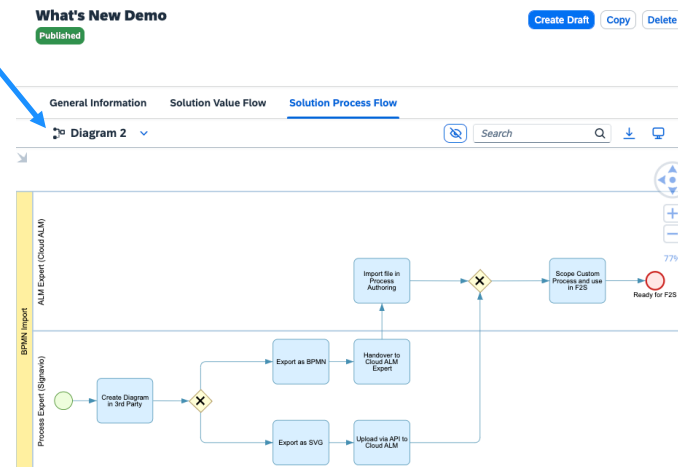 What's New Demo
Published
Create Draft
Copy
Delete
General Information
Solution Value Flow
Solution Process Flow
Diagram 2
Search
77%
BPMN Import
ALM Expert (Cloud ALM)
Import file in
Process
Authoring
Scope Custom
Process and use
in F2S
Ready for F2S
Process Expert (Signavio)
Create Diagram
in 3rd Party
Export as BPMN
Handover to
Cloud ALM
Expert
Export as SVG
Upload via API to
Cloud ALM